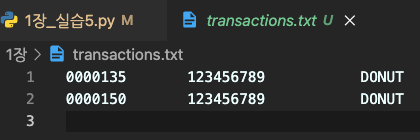 1장_실습5.py M transactions.txt U ×
1장 > transactions.txt
1 0000135 123456789 DONUT
2 0000150 123456789 DONUT
3